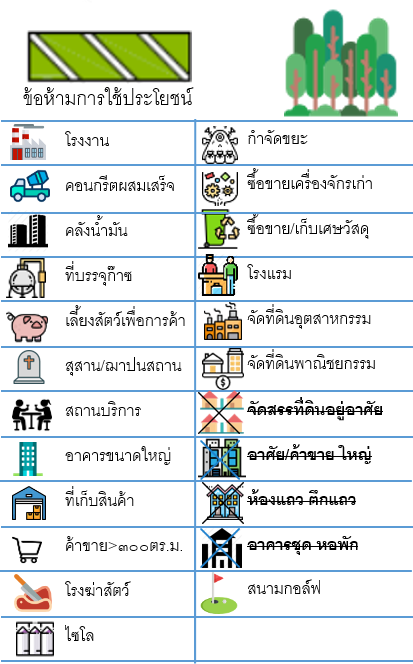 ข้อห้ามการใช้ประโยชน์
โรงงาน
กำจัดขยะ
คอนกรีตผสมเสร็จ
ซื้อขายเครื่องจักรเก่า
คลังน้ำมัน
ซื้อขาย/เก็บเศษวัสดุ
ที่บรรจุก๊าซ
โรงแรม
เลี้ยงสัตว์เพื่อการค้า
จัดที่ดินอุตสาหกรรม
สุสาน/ฌาปนสถาน
จัดที่ดินพาณิชยกรรม
สถานบริการ
จัดสรรที่ดินอยู่อาศัย
อาคารขนาดใหญ่
อาศัย/ค้าขาย ใหญ่
ที่เก็บสินค้า
ห้องแถว ตึกแถว
ค้าขาย>๓๐๐ตร.ม.
อาคารชุด หอพัก
โรงฆ่าสัตว์
สนามกอล์ฟ
ไซโล